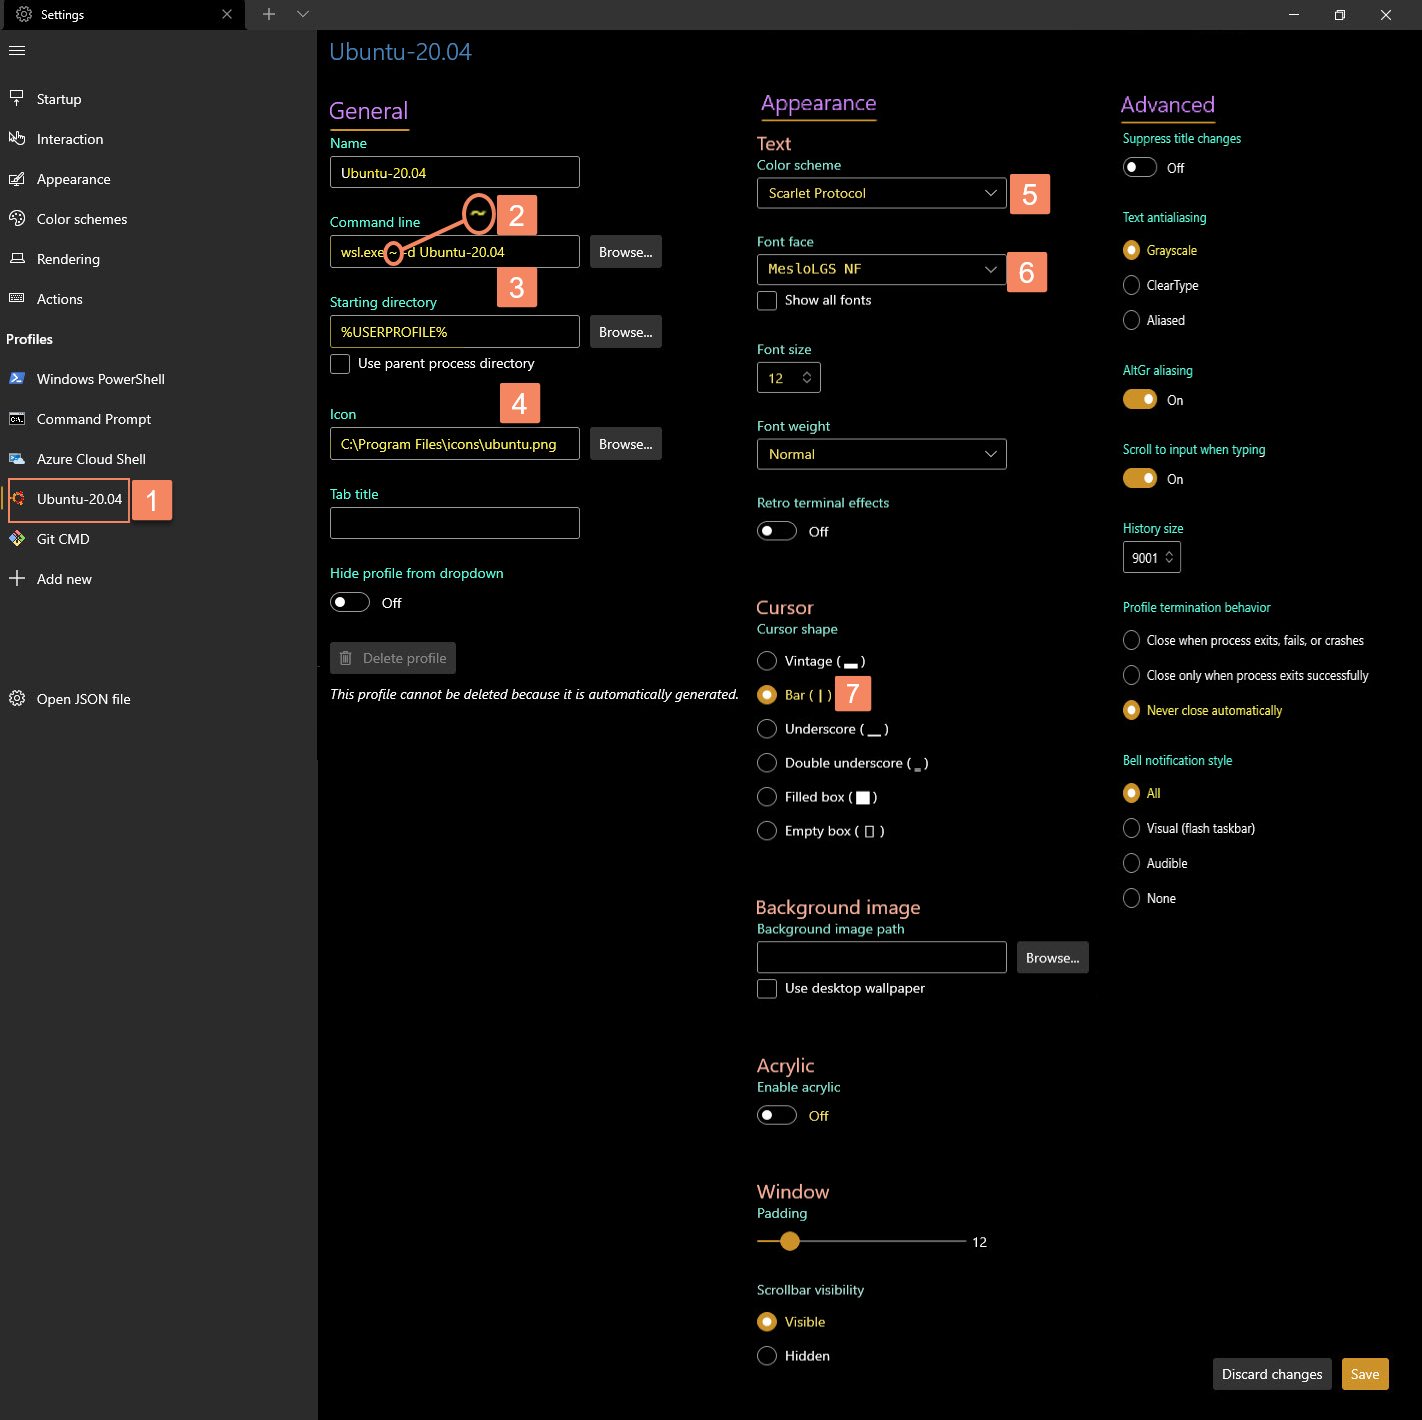 Settings
Startup
Interaction
Appearance
Color schemes
Rendering
Actions
Profiles
Windows PowerShell
Command Prompt
Azure Cloud Shell
Ubuntu-20.04
1
Git CMD
Add new
Open JSON file
Ubuntu-20.04
General
Name
Ubuntu-20.04
~
2
Command line
wsl.exe ~ -d Ubuntu-20.04
Browse...
3
Starting directory
%USERPROFILE%
Browse...
Use parent process directory
4
Icon
C:\Program Files\icons\ubuntu.png
Browse...
Tab title
Hide profile from dropdown
Off
Delete profile
This profile cannot be deleted because it is automatically generated.
Appearance
Text
Color scheme
Scarlet Protocol
5
Font face
MesloLGS NF
6
Show all fonts
Font size
12
Font weight
Normal
Retro terminal effects
Off
Cursor
Cursor shape
Vintage ( ▂ )
Bar ( | )
7
Underscore ( _ )
Double underscore ( ‗ )
Filled box ( █ )
Empty box ( ▯ )
Background image
Background image path
Browse...
Use desktop wallpaper
Acrylic
Enable acrylic
Off
Window
Padding
12
Scrollbar visibility
Visible
Hidden
Advanced
Suppress title changes
Off
Text antialiasing
Grayscale
ClearType
Aliased
AltGr aliasing
On
Scroll to input when typing
On
History size
9001
Profile termination behavior
Close when process exits, fails, or crashes
Close only when process exits successfully
Never close automatically
Bell notification style
All
Visual (flash taskbar)
Audible
None
Discard changes
Save